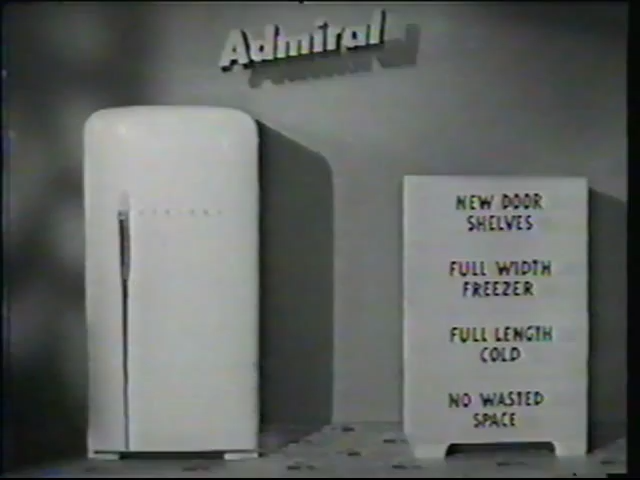 Admiral
NEW DOOR
SHELVES
FULL WIDTH
FREEZER
FULL LENGTH
COLD
NO WASTED
SPACE